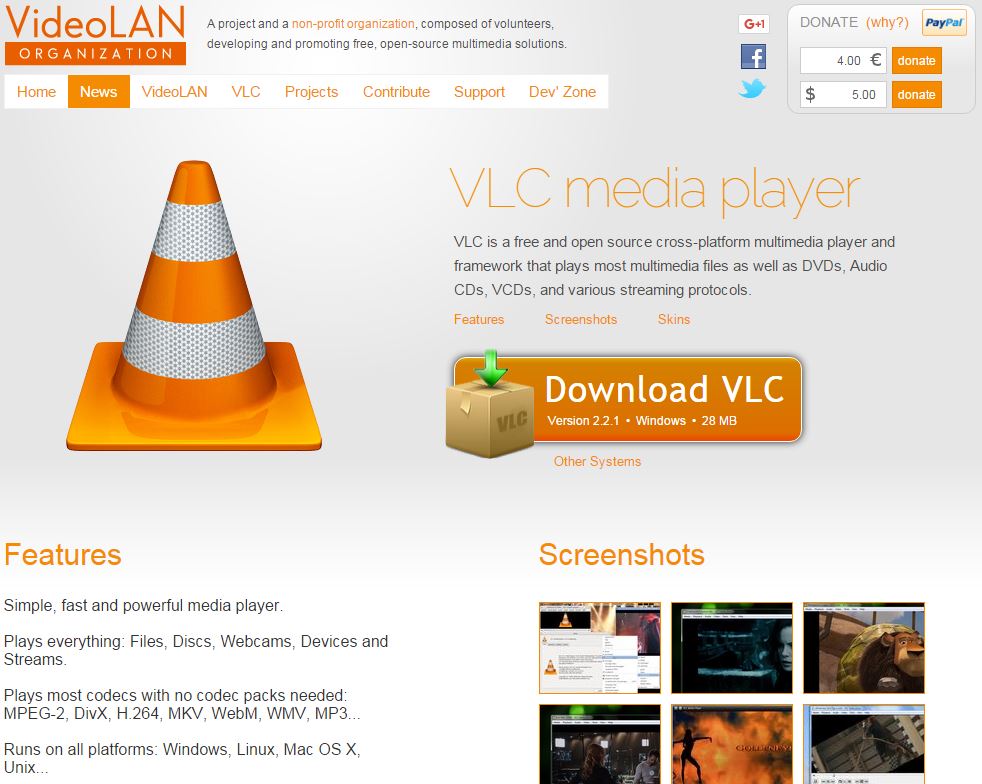 VideoLAN
ORGANIZATION
A project and a non-profit organization, composed of volunteers,
developing and promoting free, open-source multimedia solutions.
G+1
f
DONATE (why?) PayPal
4.00 € donate
$ 5.00 donate
Home News VideoLAN VLC Projects Contribute Support Dev' Zone
VLC media player
VLC is a free and open source cross-platform multimedia player and
framework that plays most multimedia files as well as DVDs, Audio
CDs, VCDs, and various streaming protocols.
Features Screenshots Skins
VLC
Download VLC
Version 2.2.1 • Windows • 28 MB
Other Systems
Features
Simple, fast and powerful media player.
Plays everything: Files, Discs, Webcams, Devices and
Streams.
Plays most codecs with no codec packs needed:
MPEG-2, DivX, H.264, MKV, WebM, WMV, MP3...
Runs on all platforms: Windows, Linux, Mac OS X,
Unix...
Screenshots